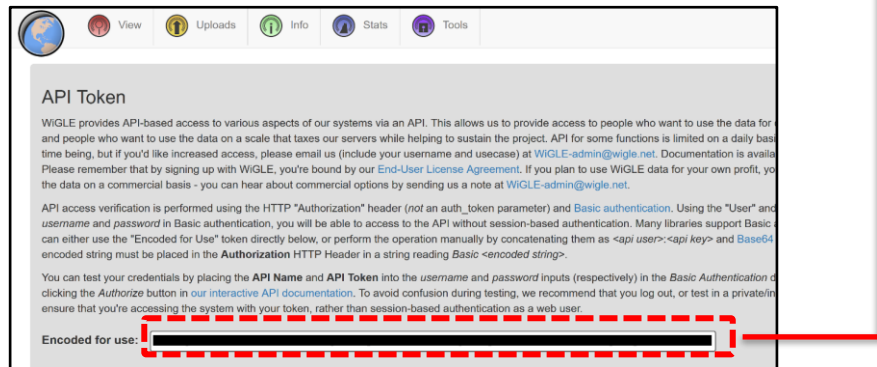 View
Uploads
Info
Stats
Tools
API Token
WiGLE provides API-based access to various aspects of our systems via an API. This allows us to provide access to people who want to use the data for
and people who want to use the data on a scale that taxes our servers while helping to sustain the project. API for some functions is limited on a daily basi
time being, but if you'd like increased access, please email us (include your username and usecase) at WiGLE-admin@wigle.net. Documentation is availa
Please remember that by signing up with WiGLE, you're bound by our End-User License Agreement. If you plan to use WiGLE data for your own profit, yo
the data on a commercial basis - you can hear about commercial options by sending us a note at WiGLE-admin@wigle.net.
API access verification is performed using the HTTP "Authorization" header (not an auth_token parameter) and Basic authentication. Using the "User" and
username and password in Basic authentication, you will be able to access to the API without session-based authentication. Many libraries support Basic
can either use the "Encoded for Use" token directly below, or perform the operation manually by concatenating them as <api user>:<api key> and Base64
encoded string must be placed in the Authorization HTTP Header in a string reading Basic <encoded string>.
You can test your credentials by placing the API Name and API Token into the username and password inputs (respectively) in the Basic Authentication d
clicking the Authorize button in our interactive API documentation. To avoid confusion during testing, we recommend that you log out, or test in a private/in
ensure that you're accessing the system with your token, rather than session-based authentication as a web user.
Encoded for use: